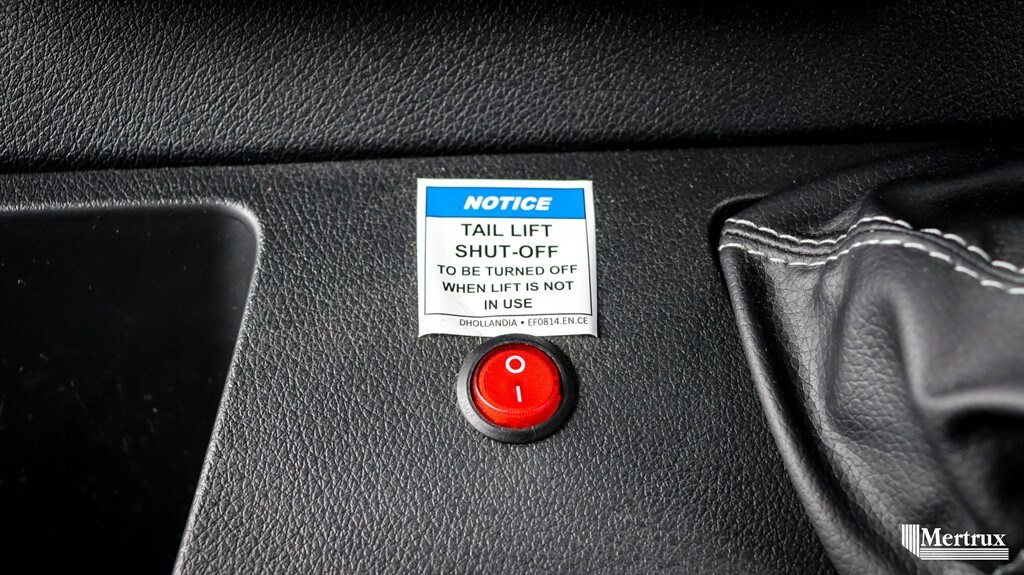 NOTICE
TAIL LIFT
SHUT-OFF
TO BE TURNED OFF
WHEN LIFT IS NOT
IN USE
DHOLLANDIA • EF0814.EN.CE
O
I
Mertrux